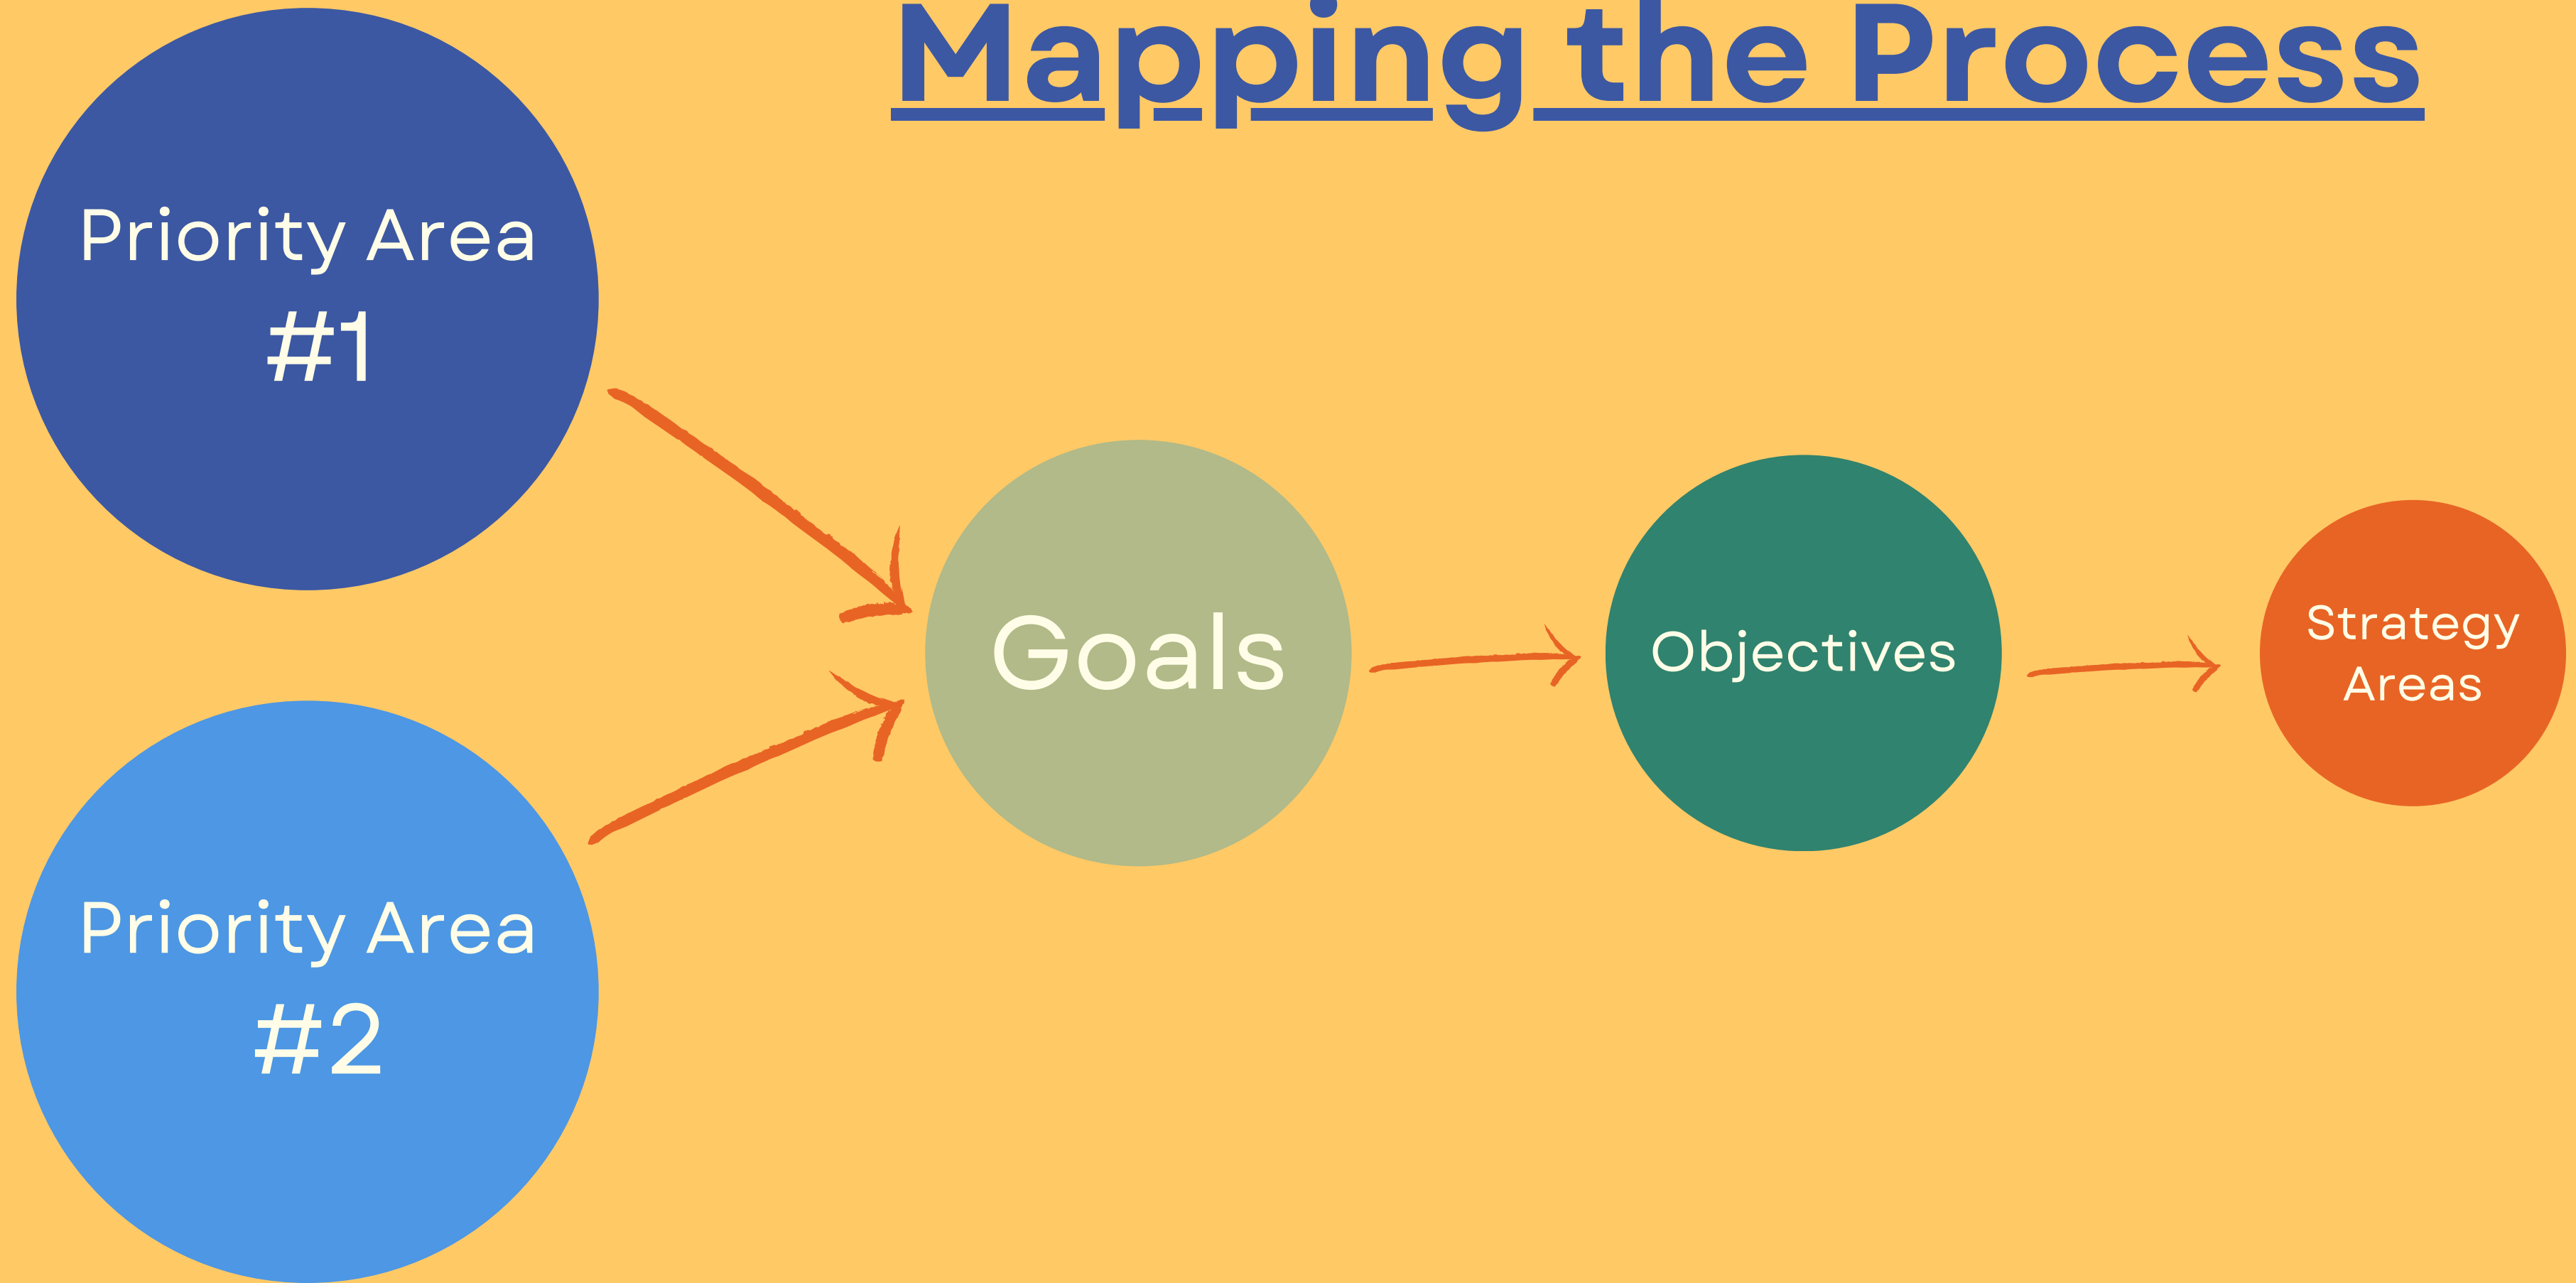 Mapping the Process
Priority Area
#1
Priority Area
#2
Goals
Objectives
Strategy
Areas